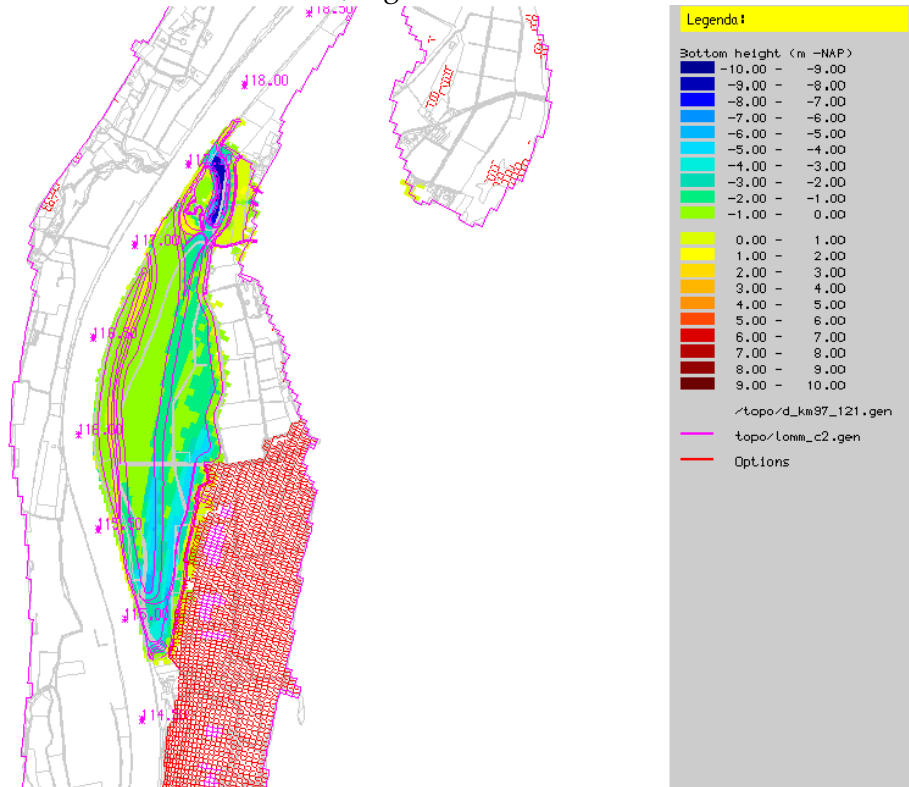 118.50
118.00
117.00
116.50
116.00
115.00
114.50
Legenda:
Bottom height (m -NAP)
-10.00 - -9.00
-9.00 - -8.00
-8.00 - -7.00
-7.00 - -6.00
-6.00 - -5.00
-5.00 - -4.00
-4.00 - -3.00
-3.00 - -2.00
-2.00 - -1.00
-1.00 - 0.00
0.00 - 1.00
1.00 - 2.00
2.00 - 3.00
3.00 - 4.00
4.00 - 5.00
5.00 - 6.00
6.00 - 7.00
7.00 - 8.00
8.00 - 9.00
9.00 - 10.00
/topo/d_km97_121.gen
topo/lomm_c2.gen
Options